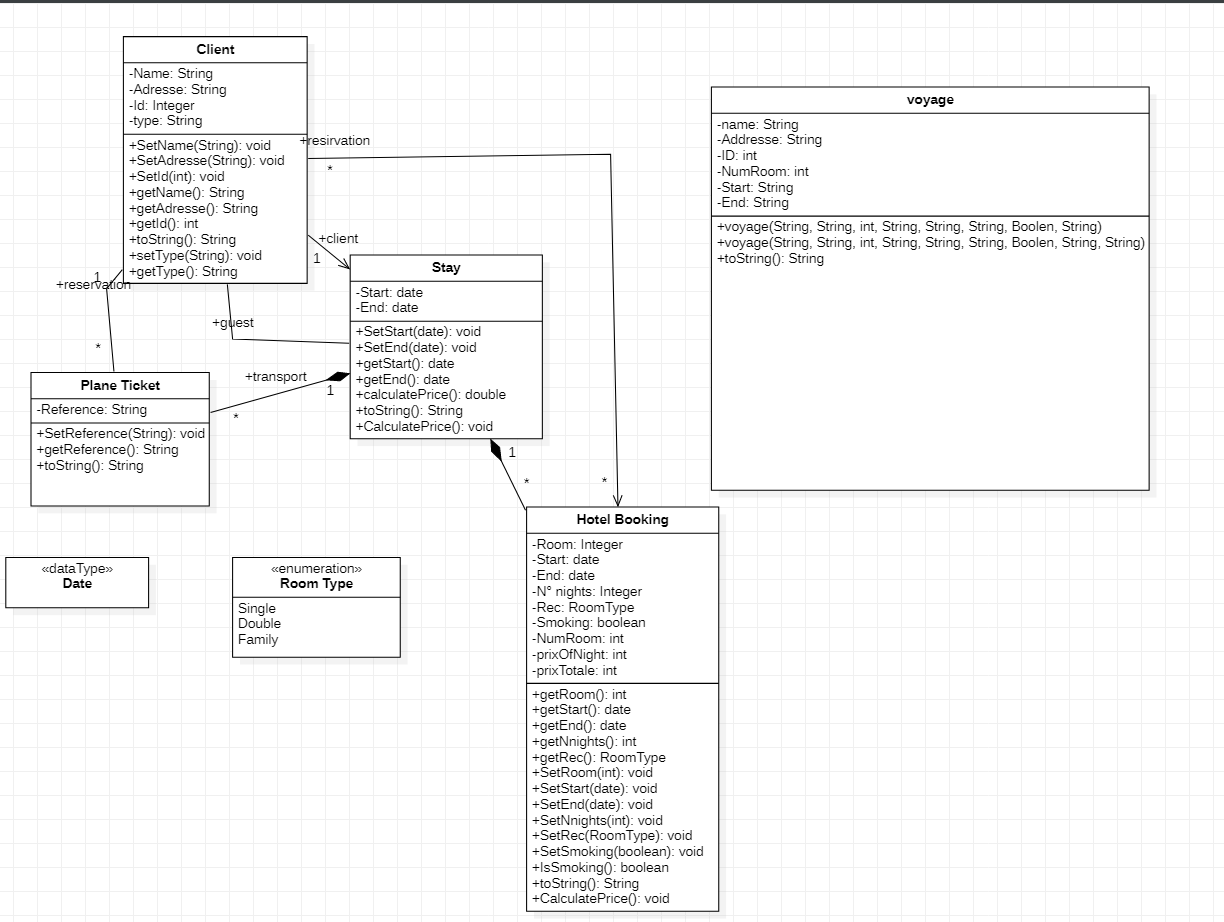 Client
-Name: String
-Adresse: String
-Id: Integer
-type: String
+SetName(String): void
+SetAdresse(String): void
+SetId(int): void
+getName(): String
+getAdresse(): String
+getId(): int
+toString(): String
+setType(String): void
+getType(): String
+resirvation
*
*
+client
1
+guest
1
+reservation
*
+transport
1
*
Stay
-Start: date
-End: date
+SetStart(date): void
+SetEnd(date): void
+getStart(): date
+getEnd(): date
+calculatePrice(): double
+toString(): String
+CalculatePrice(): void
1
*
Plane Ticket
-Reference: String
+SetReference(String): void
+getReference(): String
+toString(): String
voyage
-name: String
-Addresse: String
-ID: int
-NumRoom: int
-Start: String
-End: String
+voyage(String, String, int, String, String, String, Boolen, String)
+voyage(String, String, int, String, String, String, Boolen, String, String)
+toString(): String
«dataType»
Date
«enumeration»
Room Type
Single
Double
Family
Hotel Booking
-Room: Integer
-Start: date
-End: date
-N° nights: Integer
-Rec: RoomType
-Smoking: boolean
-NumRoom: int
-prixOfNight: int
-prixTotale: int
+getRoom(): int
+getStart(): date
+getEnd(): date
+getNnights(): int
+getRec(): RoomType
+SetRoom(int): void
+SetStart(date): void
+SetEnd(date): void
+SetNnights(int): void
+SetRec(RoomType): void
+SetSmoking(boolean): void
+IsSmoking(): boolean
+toString(): String
+CalculatePrice(): void